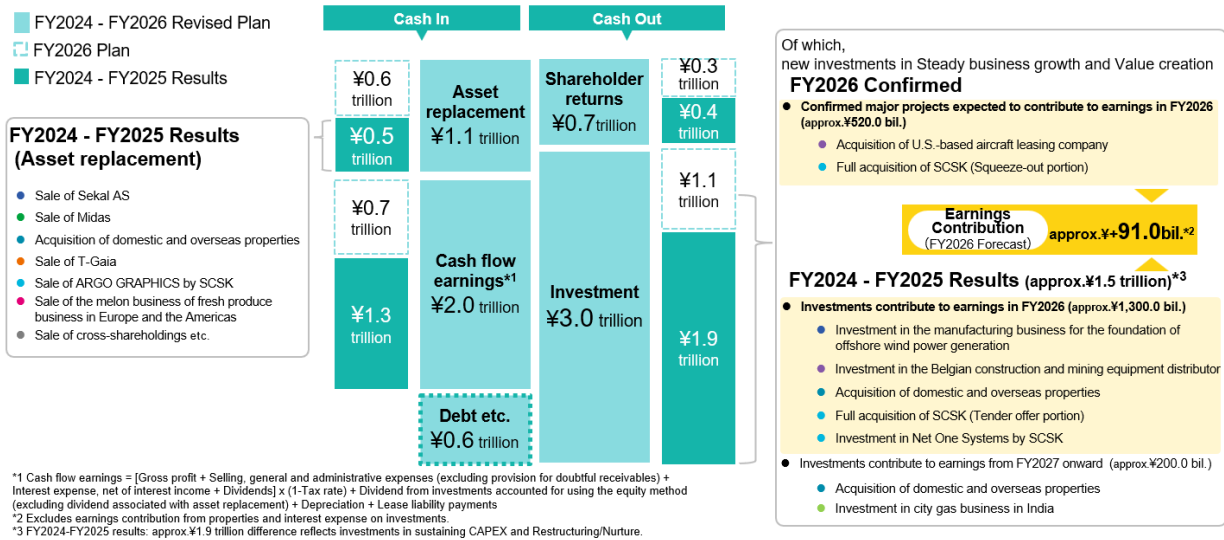 FY2024 - FY2026 Revised Plan
FY2026 Plan
FY2024 - FY2025 Results
Cash In
Cash Out
FY2024 - FY2025 Results
(Asset replacement)
● Sale of Sekal AS
● Sale of Midas
● Acquisition of domestic and overseas properties
● Sale of T-Gaia
● Sale of ARGO GRAPHICS by SCSK
● Sale of the melon business of fresh produce
business in Europe and the Americas
● Sale of cross-shareholdings etc.
¥0.6
trillion
¥0.5
trillion
¥0.7
trillion
¥1.3
trillion
Asset
replacement
¥1.1 trillion
Cash flow
earnings*1
¥2.0 trillion
Debt etc.
¥0.6 trillion
Shareholder
returns
¥0.7 trillion
Investment
¥3.0 trillion
¥0.3
trillion
¥0.4
trillion
¥1.1
trillion
¥1.9
trillion
Of which,
new investments in Steady business growth and Value creation
FY2026 Confirmed
● Confirmed major projects expected to contribute to earnings in FY2026
(approx.¥520.0 bil.)
● Acquisition of U.S.-based aircraft leasing company
● Full acquisition of SCSK (Squeeze-out portion)
Earnings
Contribution
(FY2026 Forecast)
approx.¥+91.0bil.*2
FY2024 - FY2025 Results (approx.¥1.5 trillion)*3
● Investments contribute to earnings in FY2026 (approx.¥1,300.0 bil.)
● Investment in the manufacturing business for the foundation of
offshore wind power generation
● Investment in the Belgian construction and mining equipment distributor
● Acquisition of domestic and overseas properties
● Full acquisition of SCSK (Tender offer portion)
● Investment in Net One Systems by SCSK
● Investments contribute to earnings from FY2027 onward (approx.¥200.0 bil.)
● Acquisition of domestic and overseas properties
● Investment in city gas business in India
*1 Cash flow earnings = [Gross profit + Selling, general and administrative expenses (excluding provision for doubtful receivables) +
Interest expense, net of interest income + Dividends] x (1-Tax rate) + Dividend from investments accounted for using the equity method
(excluding dividend associated with asset replacement) + Depreciation + Lease liability payments
*2 Excludes earnings contribution from properties and interest expense on investments.
*3 FY2024-FY2025 results: approx.¥1.9 trillion difference reflects investments in sustaining CAPEX and Restructuring/Nurture.